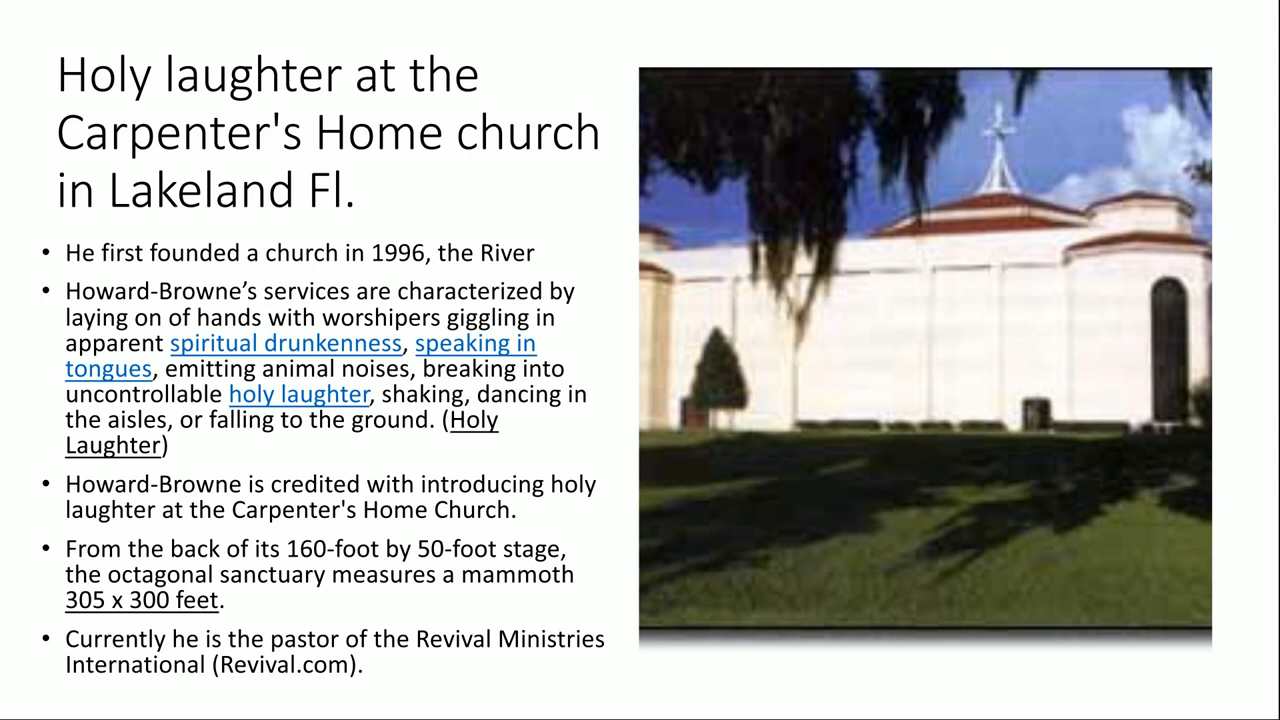 Holy laughter at the
Carpenter's Home church
in Lakeland Fl.
• He first founded a church in 1996, the River
• Howard-Browne’s services are characterized by
laying on of hands with worshipers giggling in
apparent spiritual drunkenness, speaking in
tongues, emitting animal noises, breaking into
uncontrollable holy laughter, shaking, dancing in
the aisles, or falling to the ground. (Holy
Laughter)
• Howard-Browne is credited with introducing holy
laughter at the Carpenter's Home Church.
• From the back of its 160-foot by 50-foot stage,
the octagonal sanctuary measures a mammoth
305 x 300 feet.
• Currently he is the pastor of the Revival Ministries
International (Revival.com).